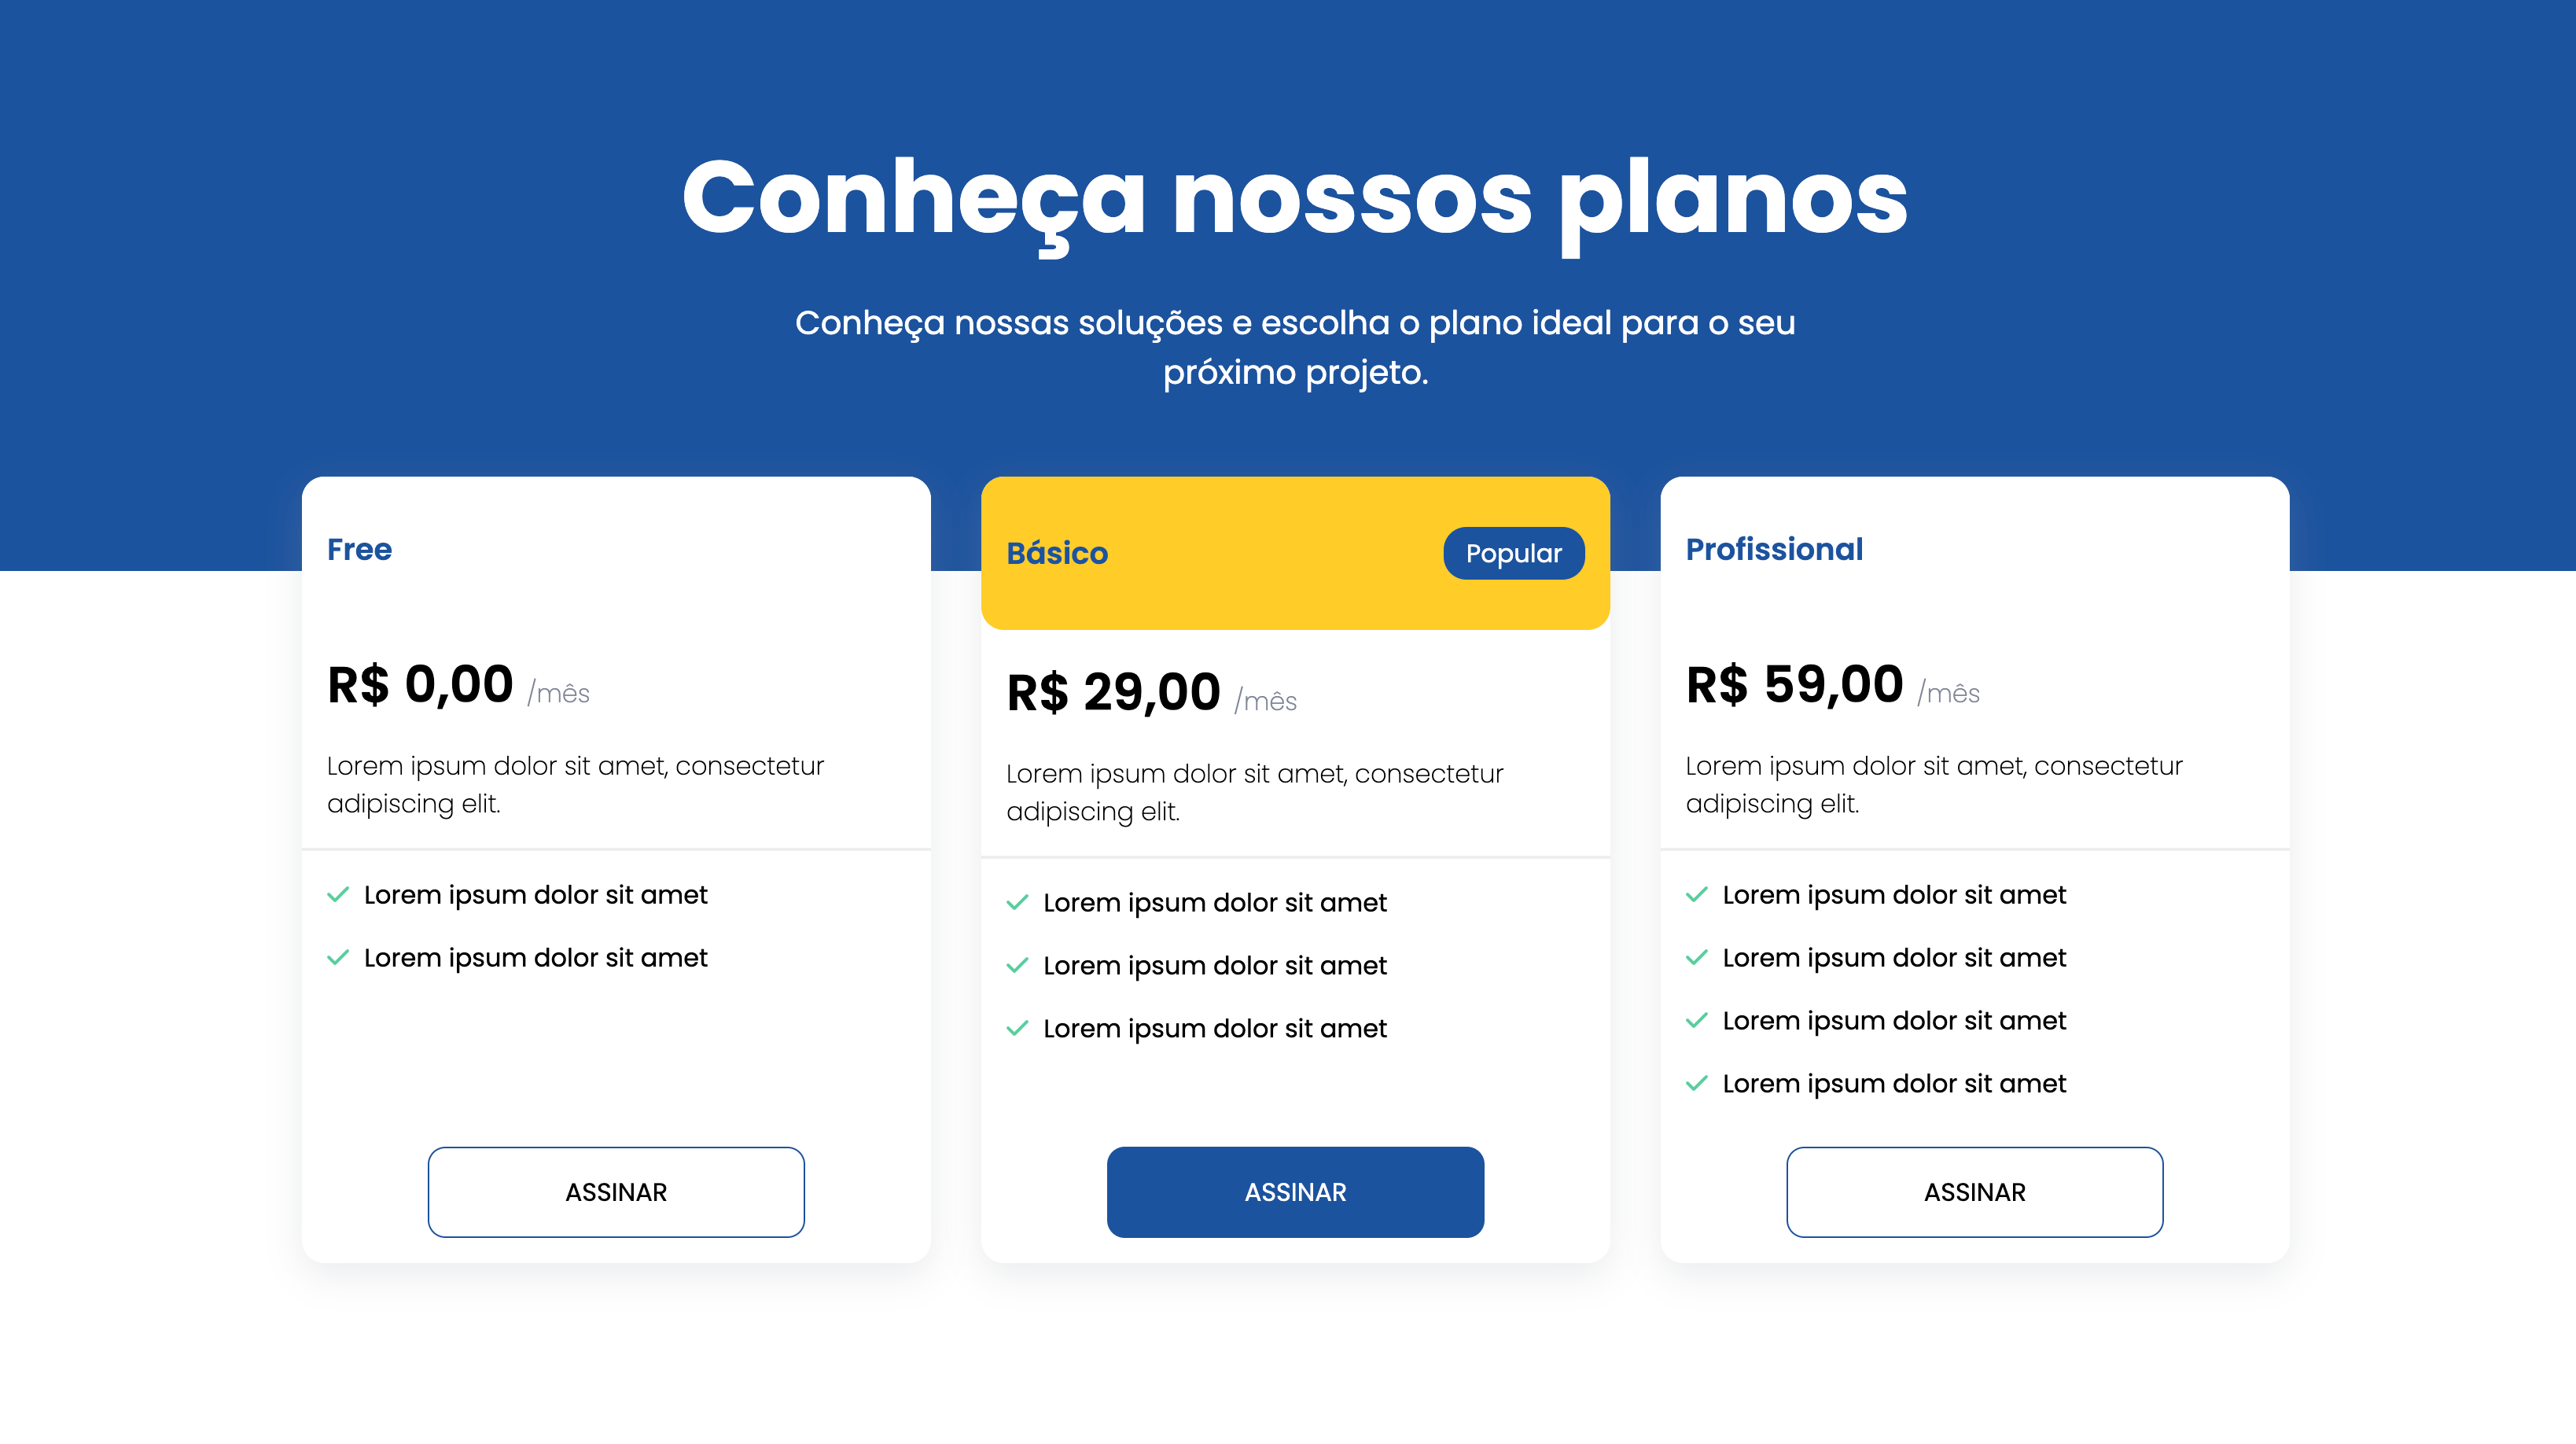 Conheça nossos planos
Conheça nossas soluções e escolha o plano ideal para o seu
próximo projeto.
Free
R$ 0,00 /mês
Lorem ipsum dolor sit amet, consectetur
adipiscing elit.
Lorem ipsum dolor sit amet
Lorem ipsum dolor sit amet
ASSINAR
Básico
Popular
R$ 29,00 /mês
Lorem ipsum dolor sit amet, consectetur
adipiscing elit.
Lorem ipsum dolor sit amet
Lorem ipsum dolor sit amet
Lorem ipsum dolor sit amet
ASSINAR
Profissional
R$ 59,00 /mês
Lorem ipsum dolor sit amet, consectetur
adipiscing elit.
Lorem ipsum dolor sit amet
Lorem ipsum dolor sit amet
Lorem ipsum dolor sit amet
Lorem ipsum dolor sit amet
ASSINAR